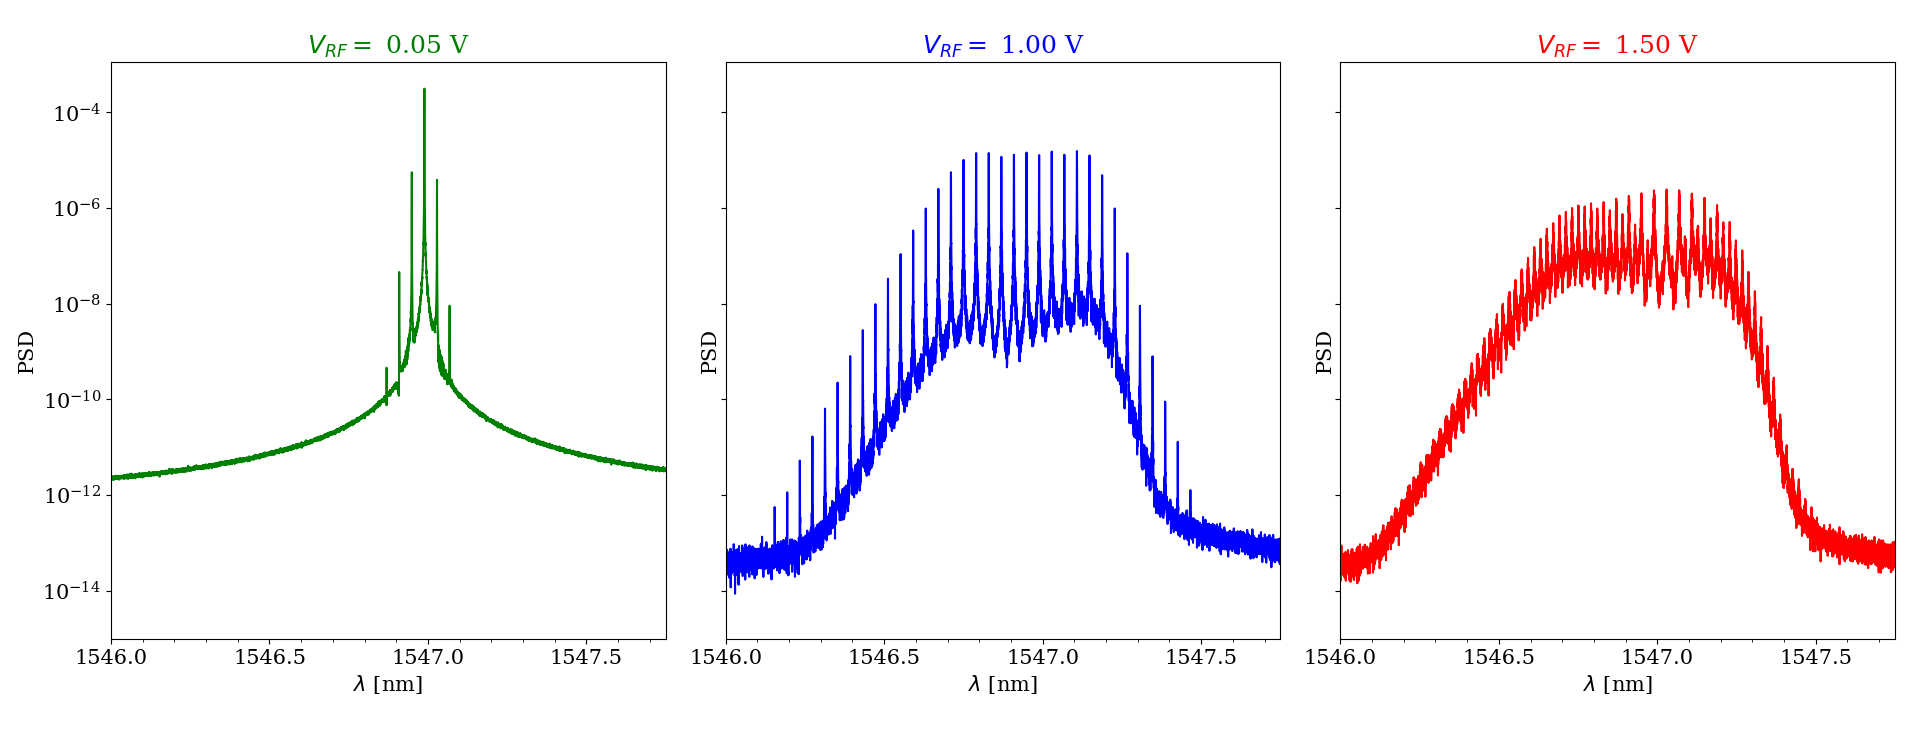 V_RF = 0.05 V
V_RF = 1.00 V
V_RF = 1.50 V
PSD
10^−4
10^−6
10^−8
10^−10
10^−12
10^−14
1546.0 1546.5 1547.0 1547.5
λ [nm]
PSD
1546.0 1546.5 1547.0 1547.5
λ [nm]
PSD
1546.0 1546.5 1547.0 1547.5
λ [nm]